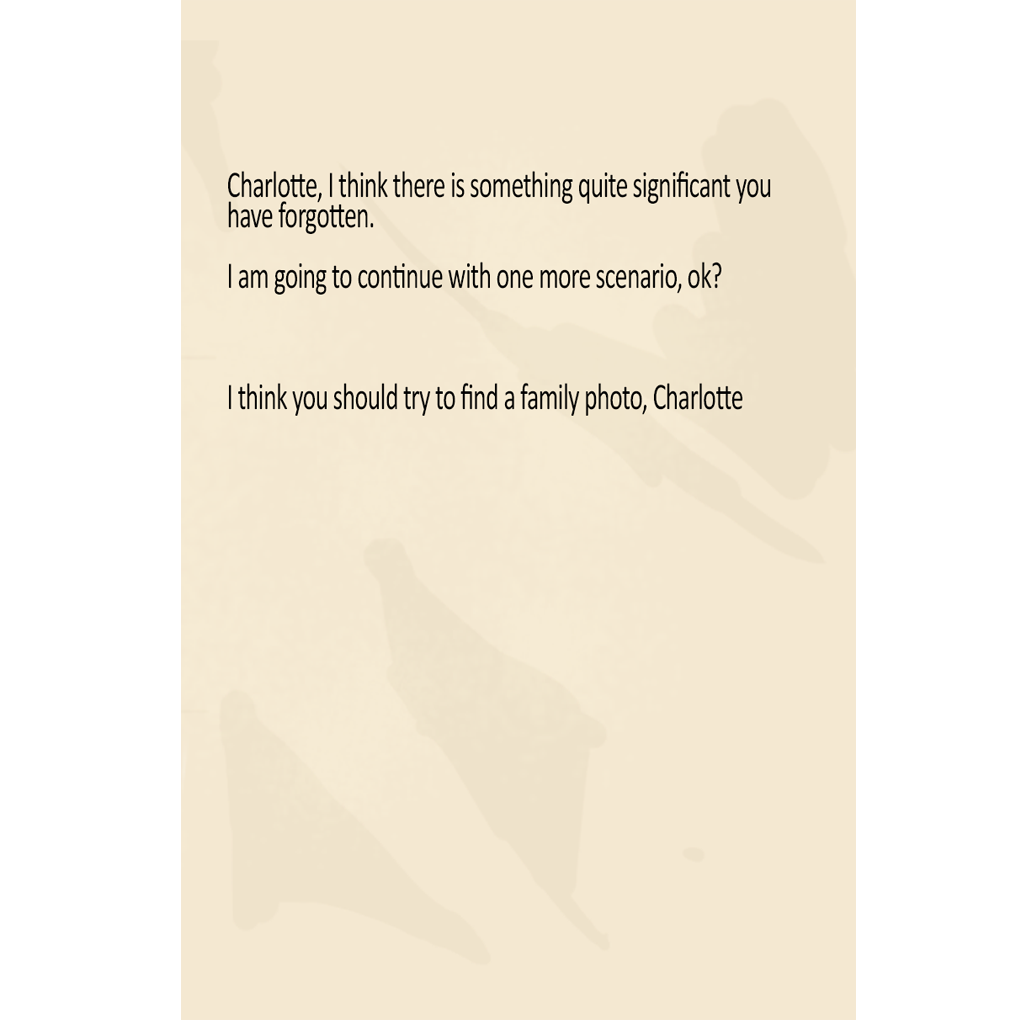 Charlotte, I think there is something quite significant you
have forgotten.
I am going to continue with one more scenario, ok?
I think you should try to find a family photo, Charlotte